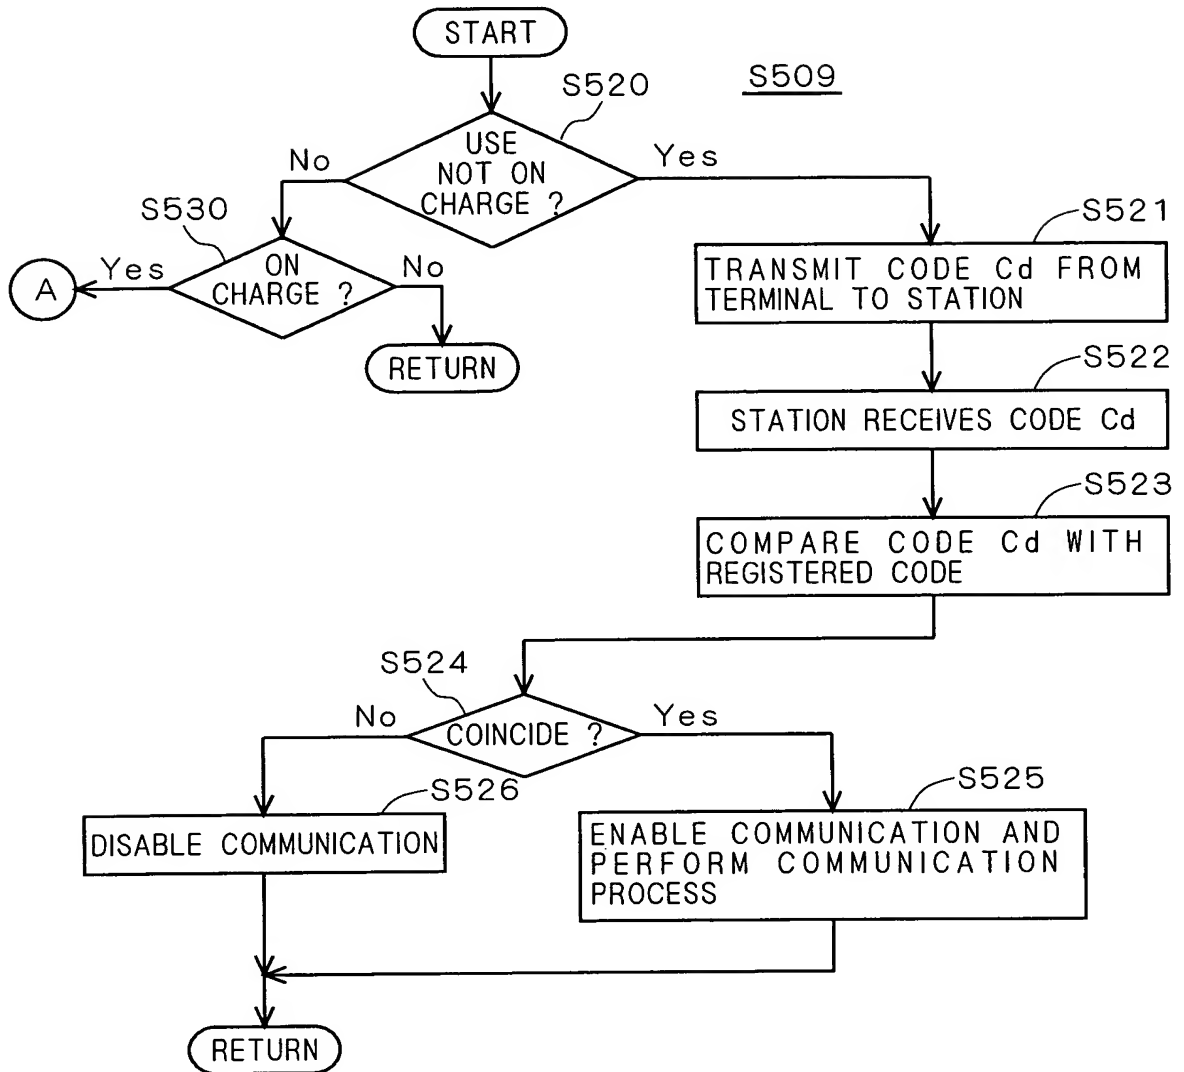 START
S509
S520
USE
NOT ON
CHARGE ?
No
Yes
S530
ON
CHARGE ?
Yes
No
A
RETURN
S521
TRANSMIT CODE Cd FROM
TERMINAL TO STATION
S522
STATION RECEIVES CODE Cd
S523
COMPARE CODE Cd WITH
REGISTERED CODE
S524
COINCIDE ?
No
Yes
S526
DISABLE COMMUNICATION
S525
ENABLE COMMUNICATION AND
PERFORM COMMUNICATION
PROCESS
RETURN